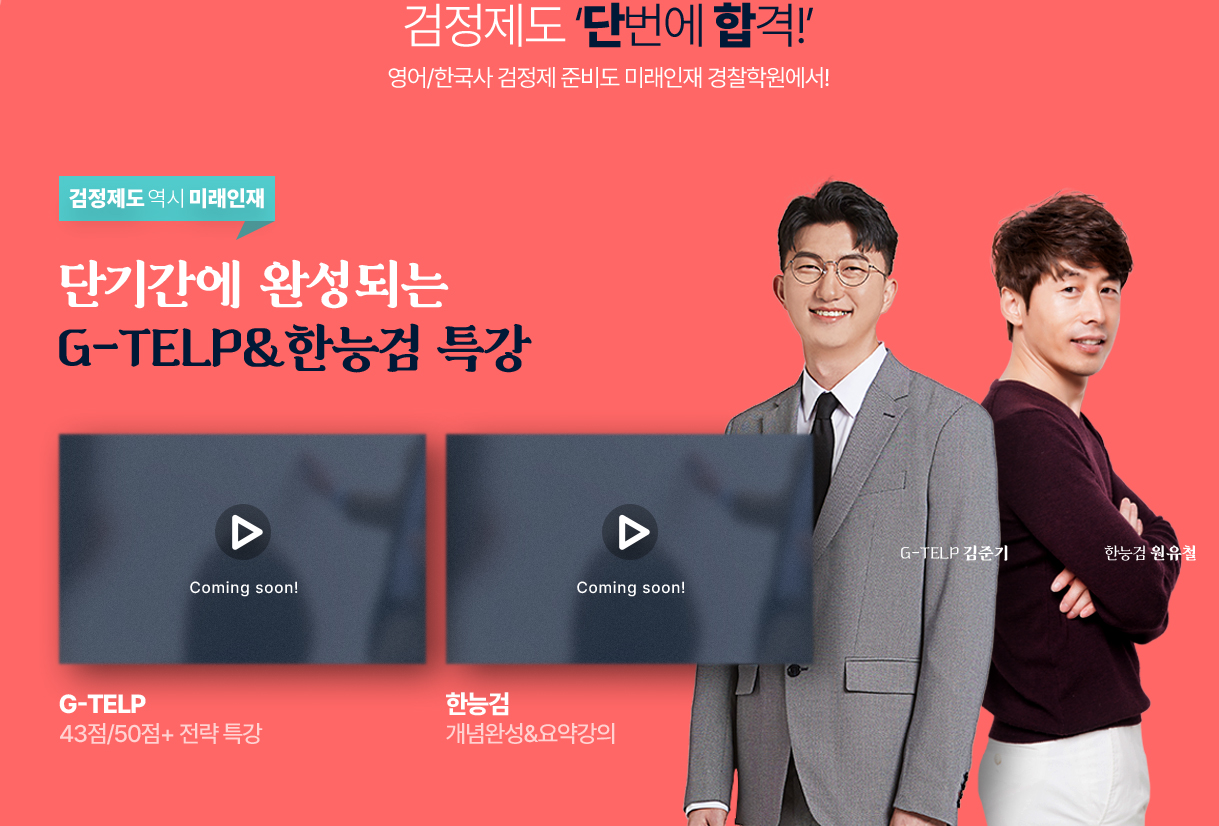 검정제도 ‘단번에 합격!’
영어/한국사 검정제 준비도 미래인재 경찰학원에서!
검정제도 역시 미래인재
단기간에 완성되는
G-TELP&한능검 특강
Coming soon!
Coming soon!
G-TELP 김준기
한능검 원유철
G-TELP
43점/50점+ 전략 특강
한능검
개념완성&요약강의